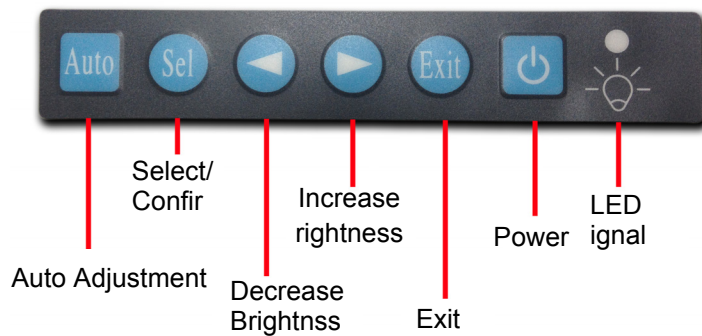 Auto
Sel
Exit
Select/
Confir
Increase
rightness
LED
ignal
Power
Auto Adjustment
Decrease
Brightnss
Exit